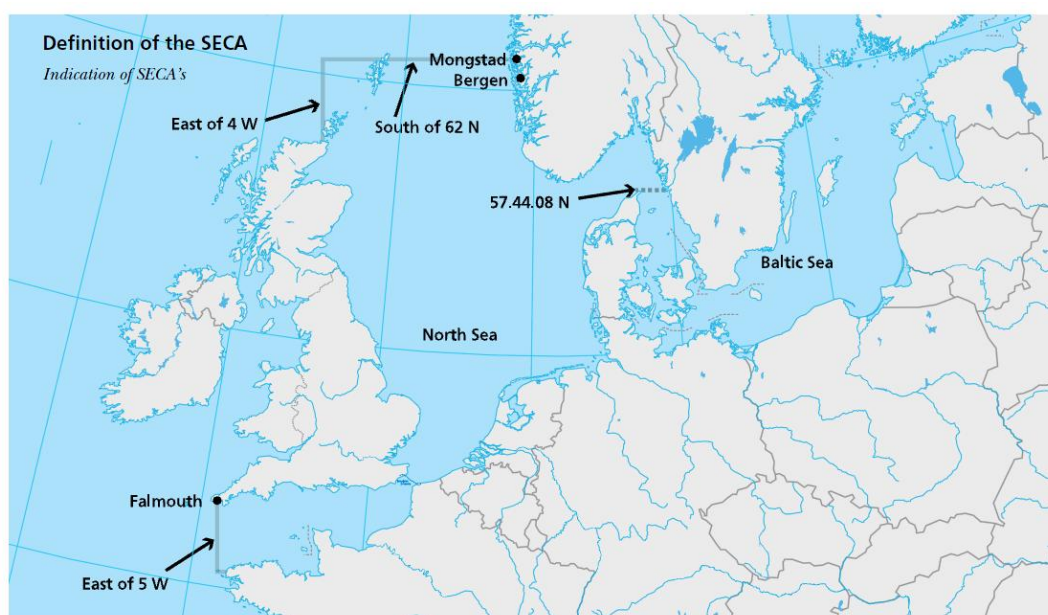 Definition of the SECA
Indication of SECA's
Mongstad
Bergen
East of 4 W
South of 62 N
57.44.08 N
Baltic Sea
North Sea
Falmouth
East of 5 W